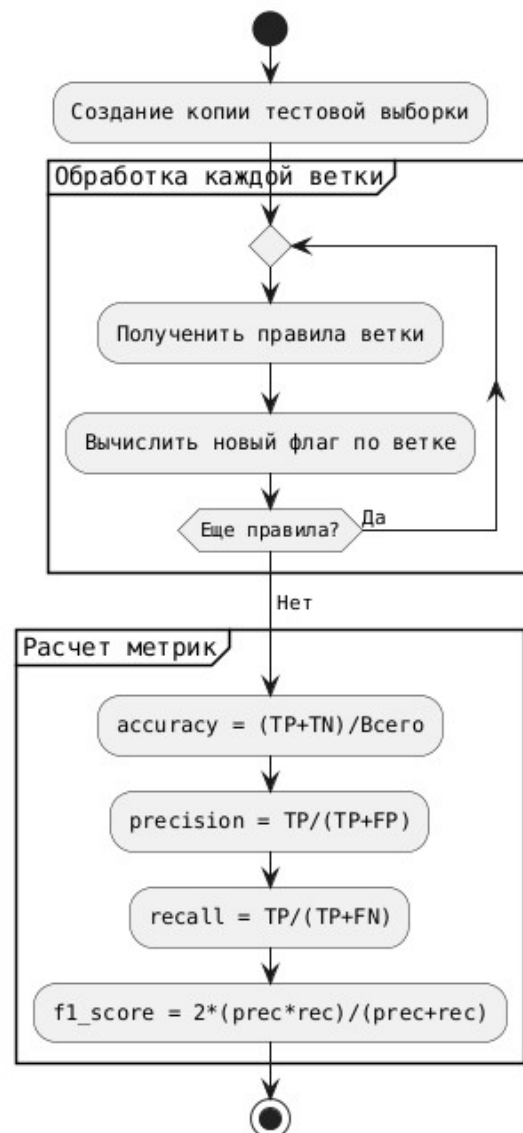 Создание копии тестовой выборки
Обработка каждой ветки
Полученить правила ветки
Вычислить новый флаг по ветке
Еще правила?
Да
Нет
Расчет метрик
accuracy = (TP+TN)/Всего
precision = TP/(TP+FP)
recall = TP/(TP+FN)
f1_score = 2*(prec*rec)/(prec+rec)